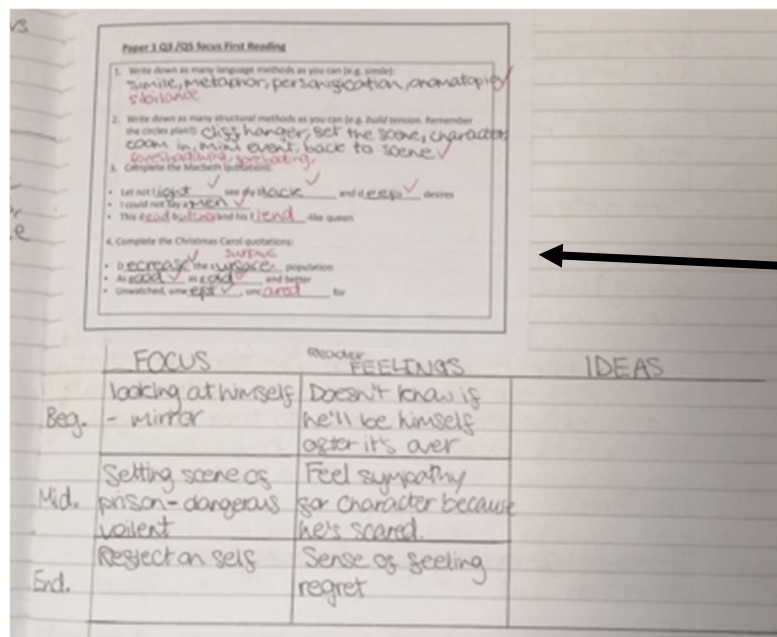 Paper 1 Q3 /Q5 focus First Reading
1. Write down as many language methods as you can (e.g. simile):
simile, metaphor, personification, onomatopie
sibilance
2. Write down as many structural methods as you can (e.g. build tension. Remember
the circles plan!): cliff hanger, set the scene, character,
zoom in, mini event, back to scene
foreshadowing,
3. Complete the Macbeth quotations:
• Let not light see my black and deep desires
• I could not say amen
• This dead butcher and his fiend-like queen
4. Complete the Christmas Carol quotations:
surplus
• Decrease the population
• As good as gold and better
• Unwatched, unwept, uncared for
FOCUS Reader FEELINGS IDEAS
Beg. looking at himself - mirror Doesn't know if he'll be himself after it's over
Mid. Setting scene of prison - dangerous voilent Feel sympathy for character because he's scared.
End. Reflect on self Sense of feeling regret